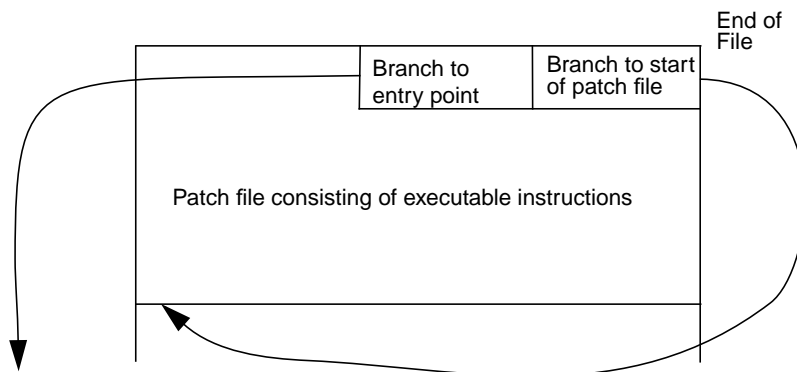 End of
File
Branch to
entry point
Branch to start
of patch file
Patch file consisting of executable instructions